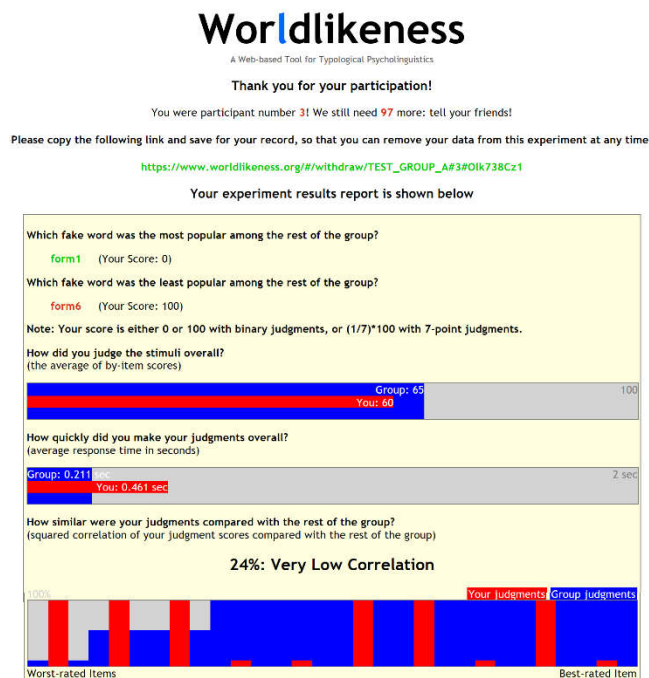 Worldlikeness
A Web-based Tool for Typological Psycholinguistics
Thank you for your participation!
You were participant number 3! We still need 97 more: tell your friends!
Please copy the following link and save for your record, so that you can remove your data from this experiment at any time
https://www.worldlikeness.org/#/withdraw/TEST_GROUP_A#3#Olk738Cz1
Your experiment results report is shown below
Which fake word was the most popular among the rest of the group?
form1 (Your Score: 0)
Which fake word was the least popular among the rest of the group?
form6 (Your Score: 100)
Note: Your score is either 0 or 100 with binary judgments, or (1/7)*100 with 7-point judgments.
How did you judge the stimuli overall?
(the average of by-item scores)
Group: 65 100
You: 60
How quickly did you make your judgments overall?
(average response time in seconds)
Group: 0.211 sec 2 sec
You: 0.461 sec
How similar were your judgments compared with the rest of the group?
(squared correlation of your judgment scores compared with the rest of the group)
24%: Very Low Correlation
100% Your judgments Group judgments
Worst-rated Items Best-rated Item